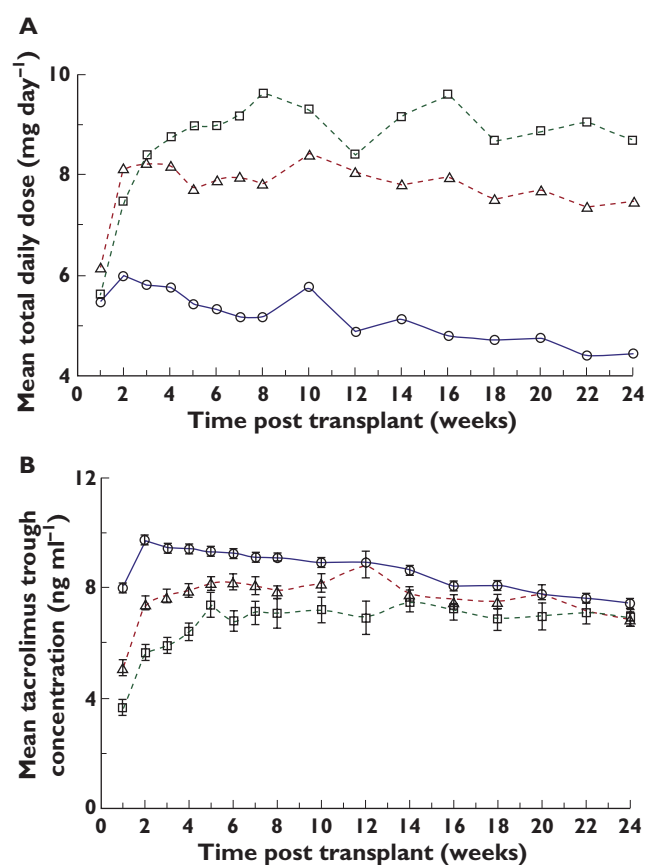 A
Mean total daily dose (mg day⁻¹)
10
8
6
4
0 2 4 6 8 10 12 14 16 18 20 22 24
Time post transplant (weeks)
B
Mean tacrolimus trough
concentration (ng ml⁻¹)
12
8
4
0
0 2 4 6 8 10 12 14 16 18 20 22 24
Time post transplant (weeks)